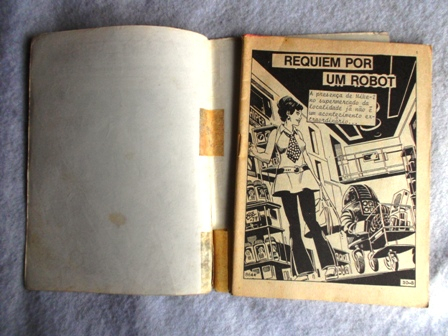 REQUIEM POR
UM ROBOT
A presença de Mike-1
no supermercado da
localidade já não é
um acontecimento ex-
traordinário.